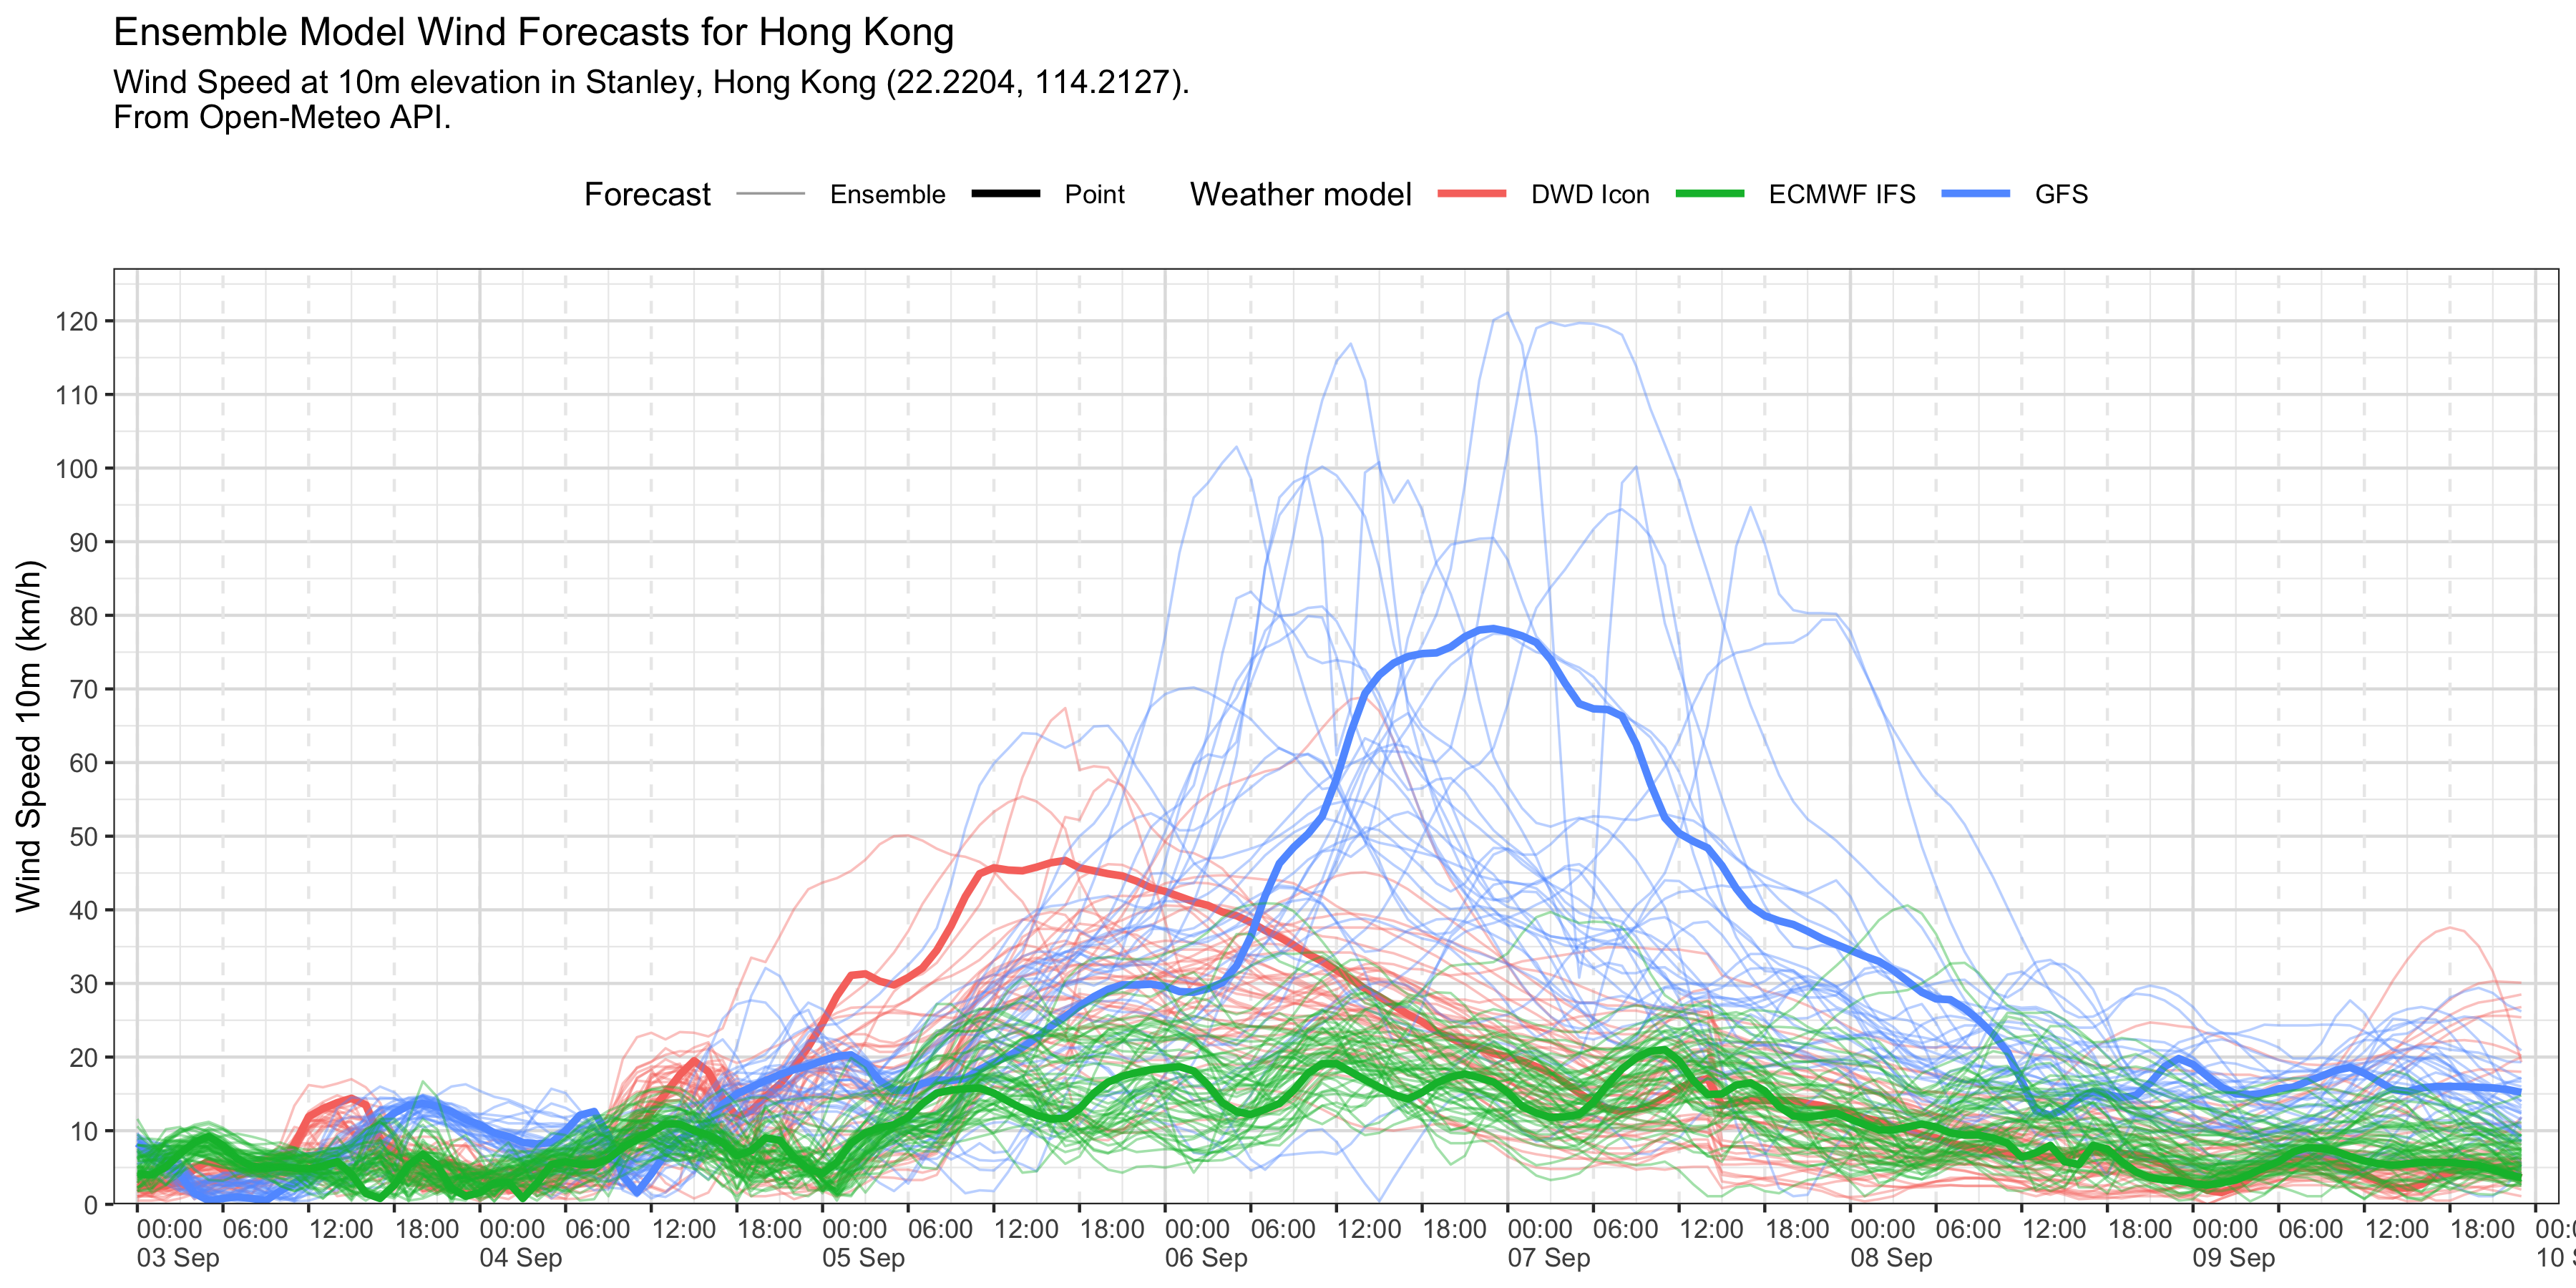 Ensemble Model Wind Forecasts for Hong Kong
Wind Speed at 10m elevation in Stanley, Hong Kong (22.2204, 114.2127).
From Open-Meteo API.
Forecast Ensemble Point Weather model DWD Icon ECMWF IFS GFS
Wind Speed 10m (km/h)
120
110
100
90
80
70
60
50
40
30
20
10
0
00:00 06:00 12:00 18:00 00:00 06:00 12:00 18:00 00:00 06:00 12:00 18:00 00:00 06:00 12:00 18:00 00:00 06:00 12:00 18:00 00:00 06:00 12:00 18:00 00:00 06:00 12:00 18:00 00:
03 Sep 04 Sep 05 Sep 06 Sep 07 Sep 08 Sep 09 Sep 10